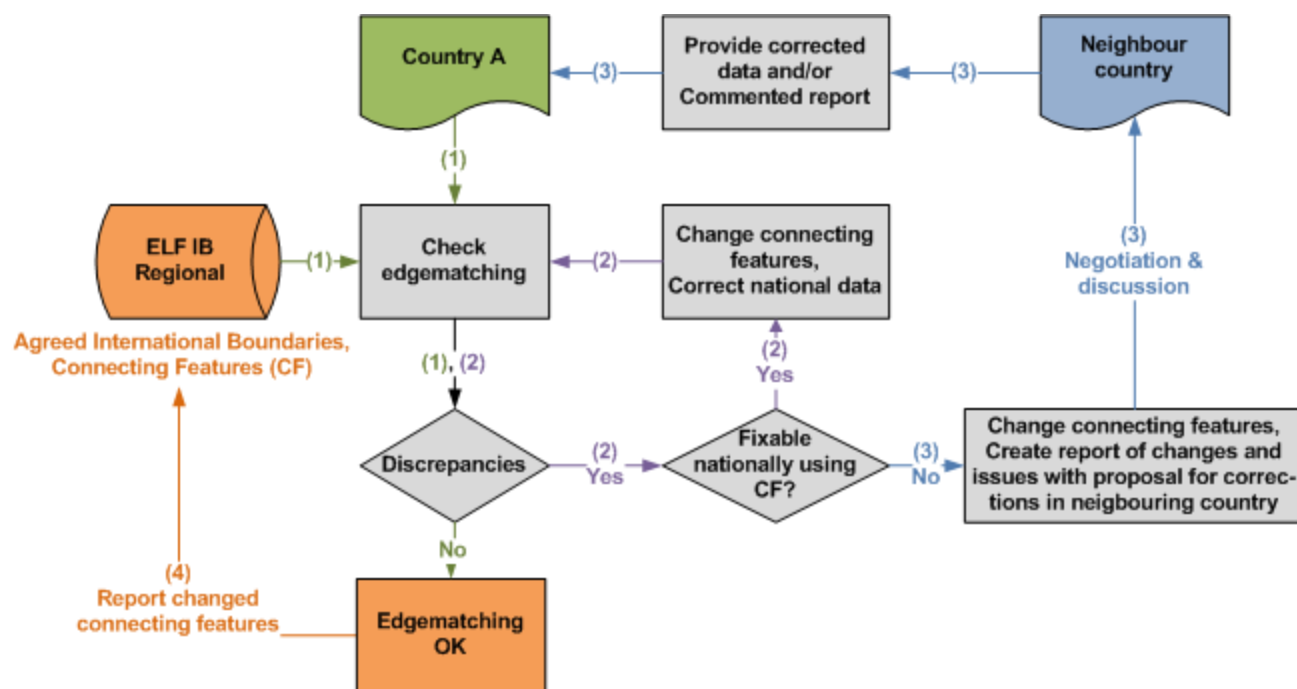 Country A
(3)
Provide corrected
data and/or
Commented report
(3)
Neighbour
country
(1)
ELF IB
Regional
(1)
Check
edgematching
(2)
Change connecting
features,
Correct national data
(3)
Negotiation &
discussion
Agreed International Boundaries,
Connecting Features (CF)
(1), (2)
(2)
Yes
Discrepancies
(2)
Yes
Fixable
nationally using
CF?
(3)
No
Change connecting features,
Create report of changes and
issues with proposal for correc-
tions in neigbouring country
No
(4)
Report changed
connecting features
Edgematching
OK